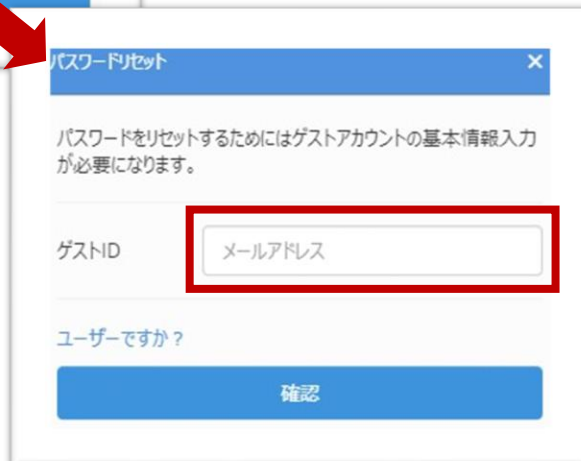 パスワードリセット ×
パスワードをリセットするためにはゲストアカウントの基本情報入力
が必要になります。
ゲストID メールアドレス
ユーザーですか?
確認